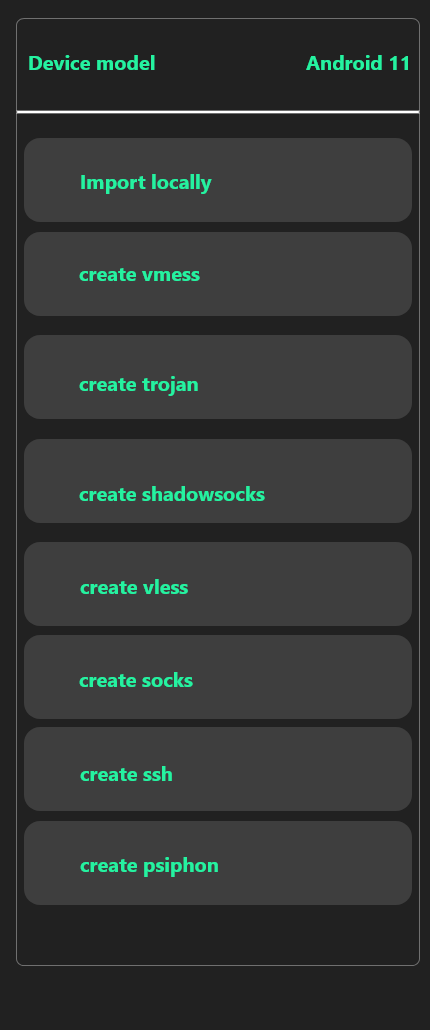 Device model Android 11
Import locally
create vmess
create trojan
create shadowsocks
create vless
create socks
create ssh
create psiphon